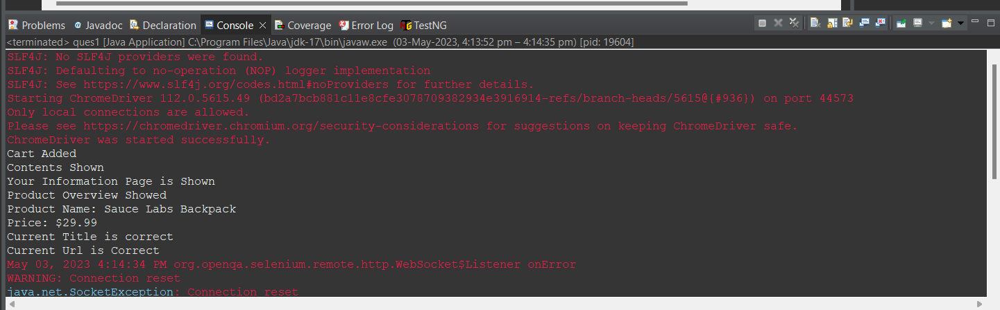 Problems Javadoc Declaration Console Coverage Error Log TestNG
<terminated> ques1 [Java Application] C:\Program Files\Java\jdk-17\bin\javaw.exe (03-May-2023, 4:13:52 pm – 4:14:35 pm) [pid: 19604]
SLF4J: No SLF4J providers were found.
SLF4J: Defaulting to no-operation (NOP) logger implementation
SLF4J: See https://www.slf4j.org/codes.html#noProviders for further details.
Starting ChromeDriver 112.0.5615.49 (bd2a7bcb881c11e8cfe3078709382934e3916914-refs/branch-heads/5615@{#936}) on port 44573
Only local connections are allowed.
Please see https://chromedriver.chromium.org/security-considerations for suggestions on keeping ChromeDriver safe.
ChromeDriver was started successfully.
Cart Added
Contents Shown
Your Information Page is Shown
Product Overview Showed
Product Name: Sauce Labs Backpack
Price: $29.99
Current Title is correct
Current Url is Correct
May 03, 2023 4:14:34 PM org.openqa.selenium.remote.http.WebSocket$Listener onError
WARNING: Connection reset
java.net.SocketException: Connection reset